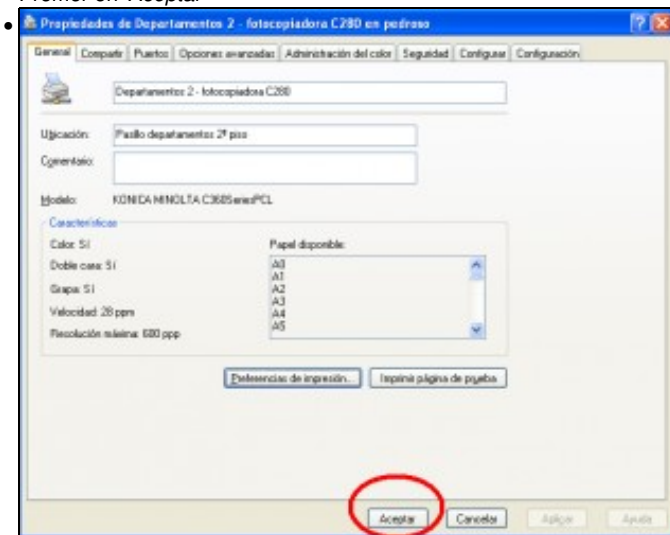 Premer en Aceptar
Propiedades de Departamentos 2 - fotocopiadora C280 en pedroso
General Compartir Puertos Opciones avanzadas Administración del color Seguridad Configurar Configuración
Departamentos 2 - fotocopiadora C280
Ubicación: Pasillo departamentos 2º piso
Comentario:
Modelo: KONICA MINOLTA C360SeriesPCL
Características
Color: Sí
Papel disponible:
Doble cara: Sí
Grapa: Sí
Velocidad: 28 ppm
Resolución máxima: 600 ppp
A0
A1
A2
A3
A4
A5
Preferencias de impresión... Imprimir página de prueba
Aceptar Cancelar Aplicar Ayuda